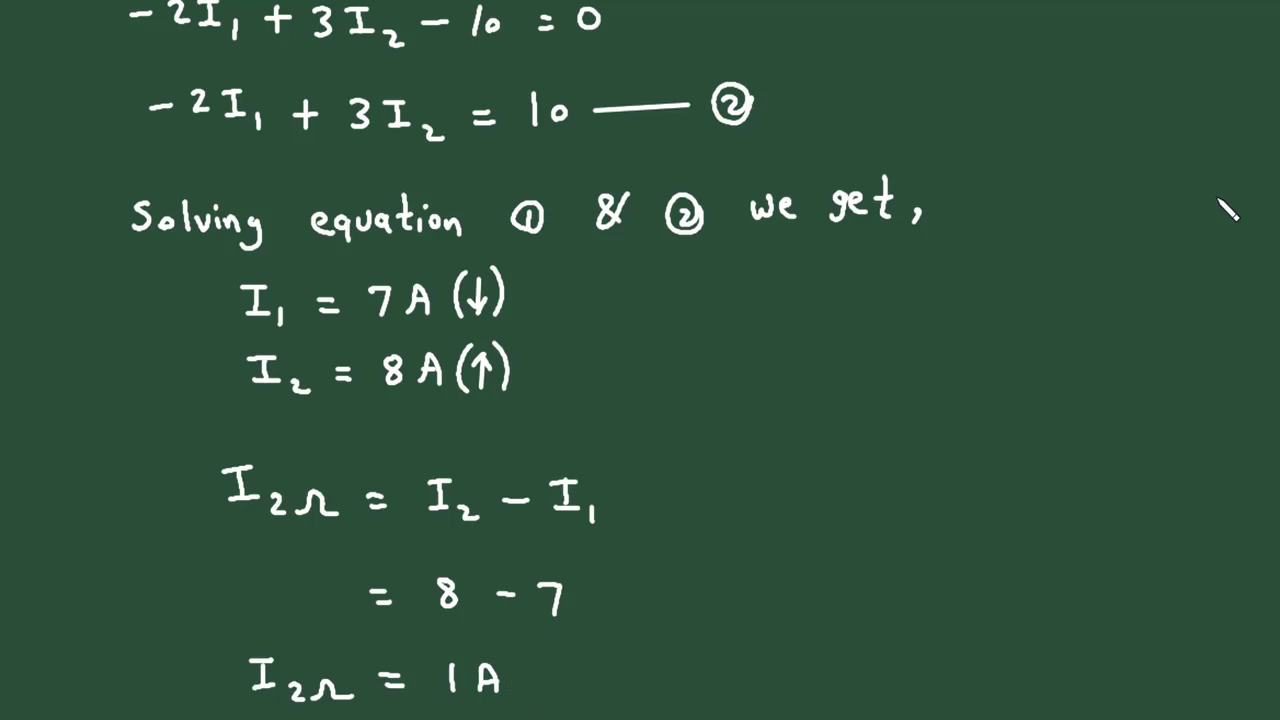 -2I₁ + 3I₂ - 10 = 0
-2I₁ + 3I₂ = 10 —— ②
Solving equation ① & ② we get,
I₁ = 7A(↓)
I₂ = 8A(↑)
I₂Ω = I₂ - I₁
= 8 - 7
I₂Ω = 1A